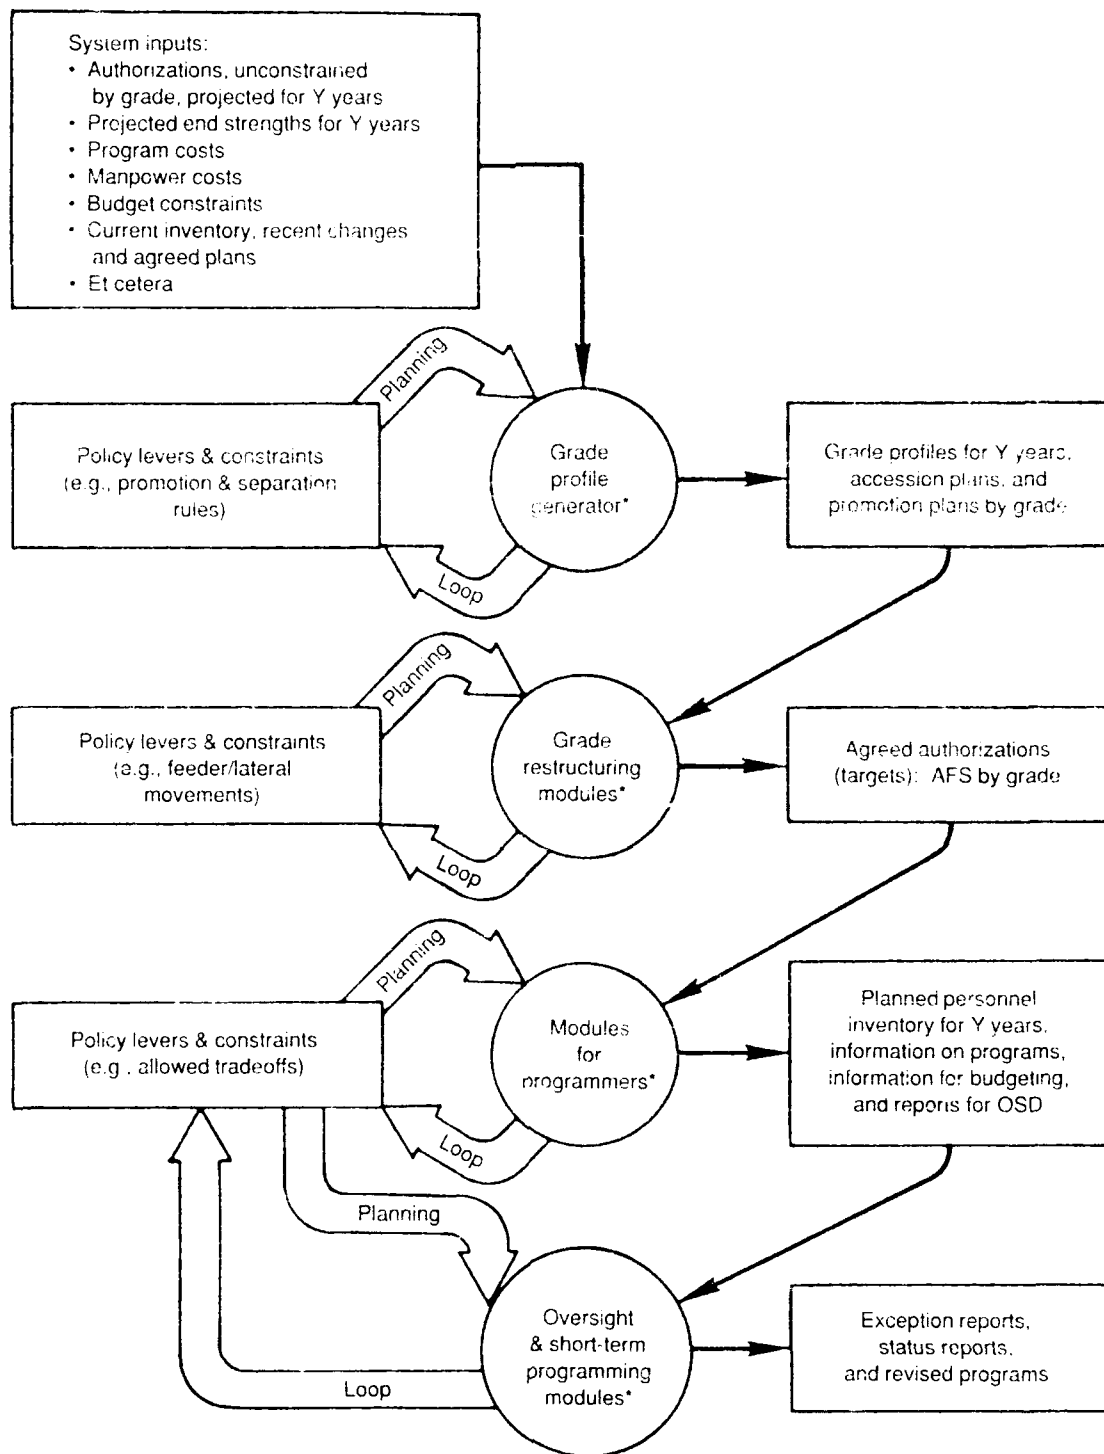 System inputs:
• Authorizations, unconstrained
by grade, projected for Y years
• Projected end strengths for Y years
• Program costs
• Manpower costs
• Budget constraints
• Current inventory, recent changes
and agreed plans
• Et cetera
Planning
Policy levers & constraints
(e.g., promotion & separation
rules)
Grade
profile
generator*
Grade profiles for Y years,
accession plans, and
promotion plans by grade
Loop
Planning
Policy levers & constraints
(e.g., feeder/lateral
movements)
Grade
restructuring
modules*
Agreed authorizations
(targets): AFS by grade
Loop
Planning
Policy levers & constraints
(e.g., allowed tradeoffs)
Modules
for
programmers*
Planned personnel
inventory for Y years,
information on programs,
information for budgeting,
and reports for OSD
Loop
Planning
Oversight
& short-term
programming
modules*
Exception reports,
status reports,
and revised programs
Loop